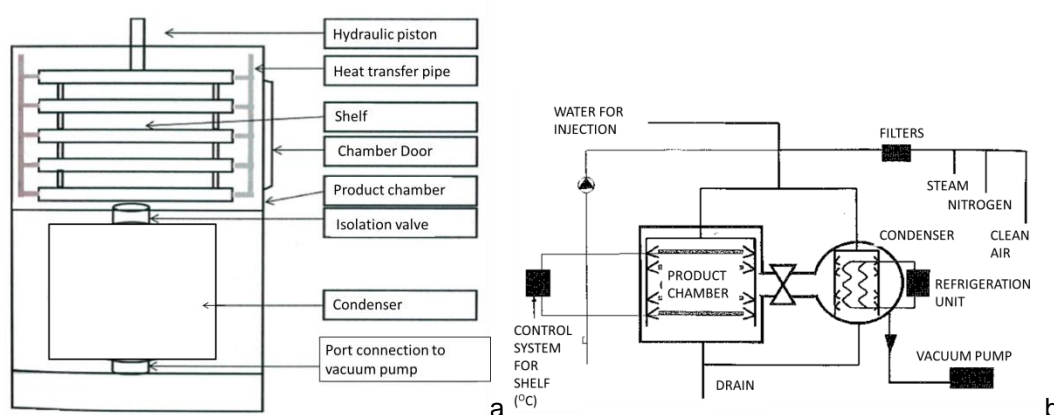 Hydraulic piston
Heat transfer pipe
Shelf
Chamber Door
Product chamber
Isolation valve
Condenser
Port connection to
vacuum pump
a
WATER FOR
INJECTION
FILTERS
STEAM
NITROGEN
CLEAN
AIR
CONDENSER
PRODUCT
CHAMBER
REFRIGERATION
UNIT
CONTROL
SYSTEM
FOR
SHELF
(⁰C)
DRAIN
VACUUM PUMP
b